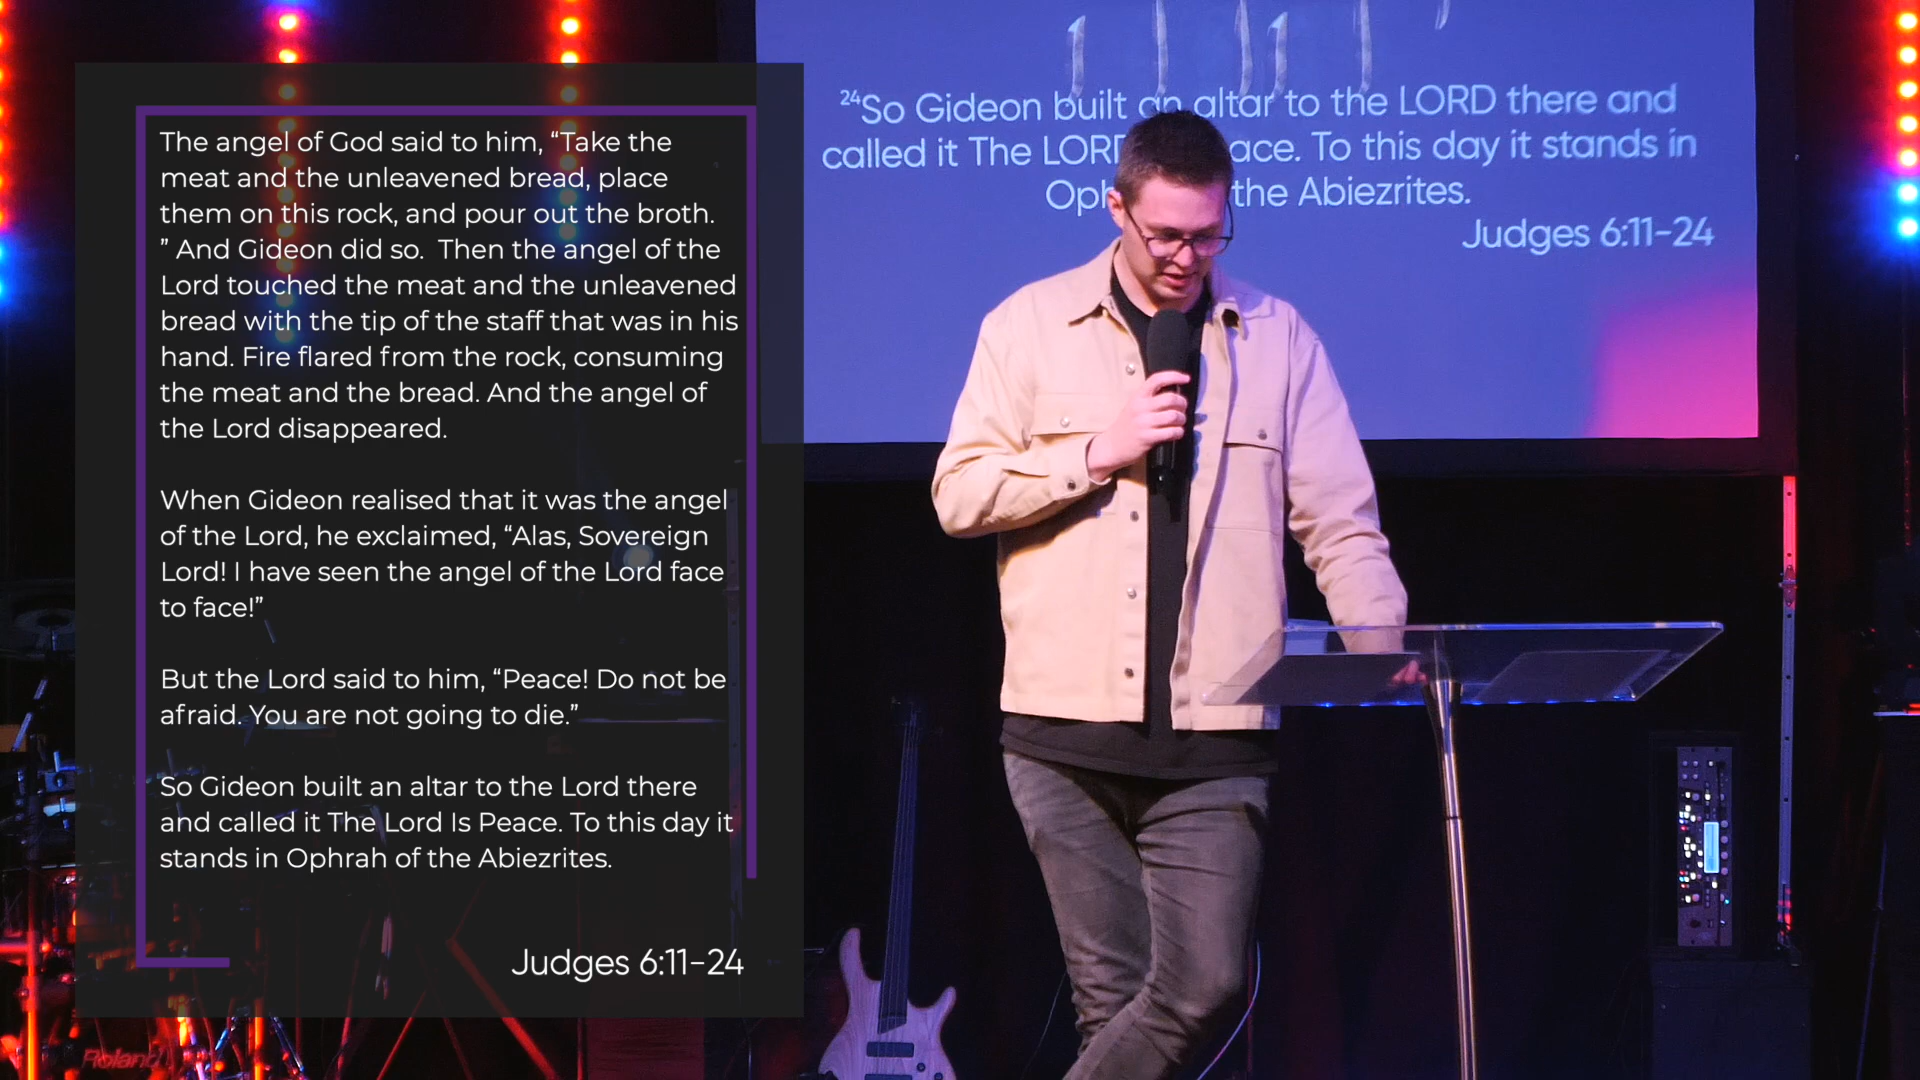 The angel of God said to him, “Take the
meat and the unleavened bread, place
them on this rock, and pour out the broth.
” And Gideon did so.  Then the angel of the
Lord touched the meat and the unleavened
bread with the tip of the staff that was in his
hand. Fire flared from the rock, consuming
the meat and the bread. And the angel of
the Lord disappeared.
When Gideon realised that it was the angel
of the Lord, he exclaimed, “Alas, Sovereign
Lord! I have seen the angel of the Lord face
to face!”
But the Lord said to him, “Peace! Do not be
afraid. You are not going to die.”
So Gideon built an altar to the Lord there
and called it The Lord Is Peace. To this day it
stands in Ophrah of the Abiezrites.
Judges 6:11-24
24So Gideon built an altar to the LORD there and
called it The To this day it stands in
the Abiezrites.
Judges 6:11-24
Roland